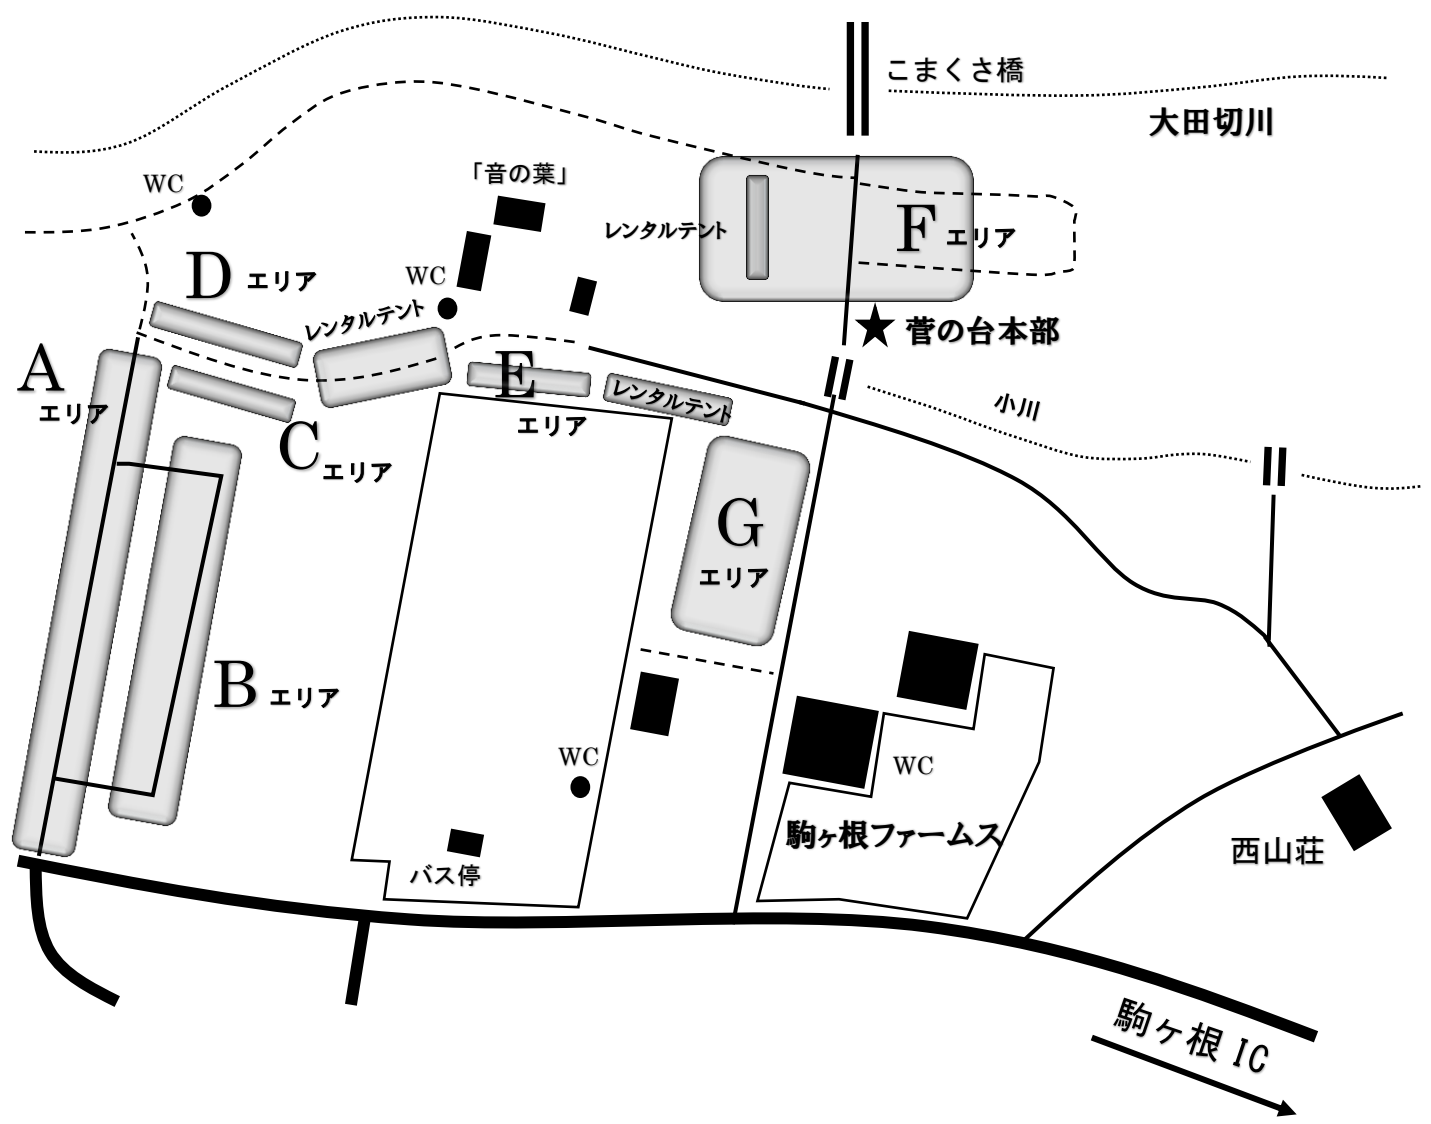 こまくさ橋
大田切川
WC
「音の葉」
レンタルテント
F エリア
D エリア
WC
レンタルテント
菅の台本部
A
エリア
E
エリア
レンタルテント
小川
C エリア
G
エリア
B エリア
WC
WC
駒ヶ根ファームス
西山荘
バス停
駒ヶ根 IC